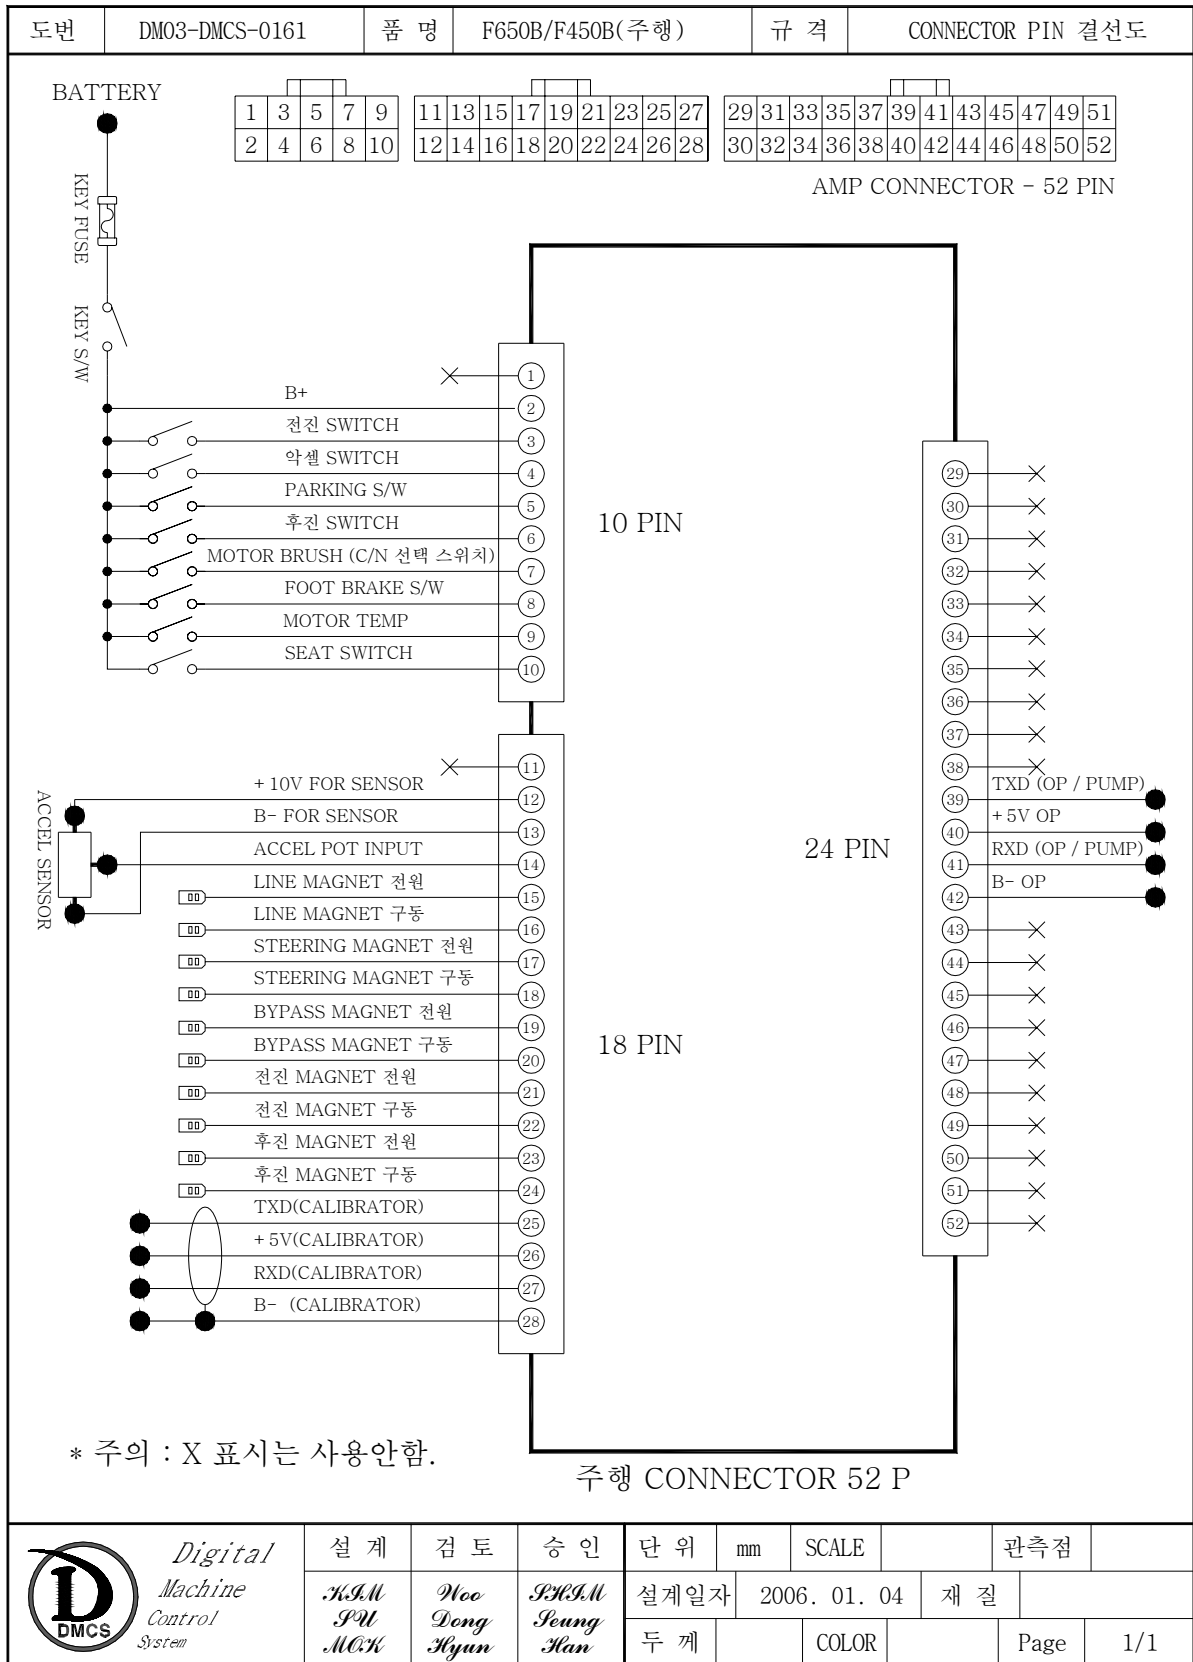 도번 DM03-DMCS-0161 품 명 F650B/F450B(주행) 규 격 CONNECTOR PIN 결선도
BATTERY
1 3 5 7 9 11 13 15 17 19 21 23 25 27 29 31 33 35 37 39 41 43 45 47 49 51
2 4 6 8 10 12 14 16 18 20 22 24 26 28 30 32 34 36 38 40 42 44 46 48 50 52
AMP CONNECTOR - 52 PIN
KEY FUSE
KEY S/W
1
B+ 2
전진 SWITCH 3
악셀 SWITCH 4
PARKING S/W 5
후진 SWITCH 6
MOTOR BRUSH (C/N 선택 스위치) 7
FOOT BRAKE S/W 8
MOTOR TEMP 9
SEAT SWITCH 10
10 PIN
11
+10V FOR SENSOR 12
B- FOR SENSOR 13
ACCEL POT INPUT 14
ACCEL SENSOR
LINE MAGNET 전원 15
LINE MAGNET 구동 16
STEERING MAGNET 전원 17
STEERING MAGNET 구동 18
BYPASS MAGNET 전원 19
BYPASS MAGNET 구동 20
전진 MAGNET 전원 21
전진 MAGNET 구동 22
후진 MAGNET 전원 23
후진 MAGNET 구동 24
TXD(CALIBRATOR) 25
+5V(CALIBRATOR) 26
RXD(CALIBRATOR) 27
B- (CALIBRATOR) 28
18 PIN
29
30
31
32
33
34
35
36
37
38
39 TXD (OP / PUMP)
40 +5V OP
41 RXD (OP / PUMP)
42 B- OP
24 PIN
43
44
45
46
47
48
49
50
51
52
* 주의 : X 표시는 사용안함.
주행 CONNECTOR 52 P
D
DMCS
Digital
Machine
Control
System
설 계 검 토 승 인 단 위 mm SCALE 관측점
KIM SU MOK Woo Dong Hyun SHIM Seung Han
설계일자 2006. 01. 04 재 질
두 께 COLOR Page 1/1